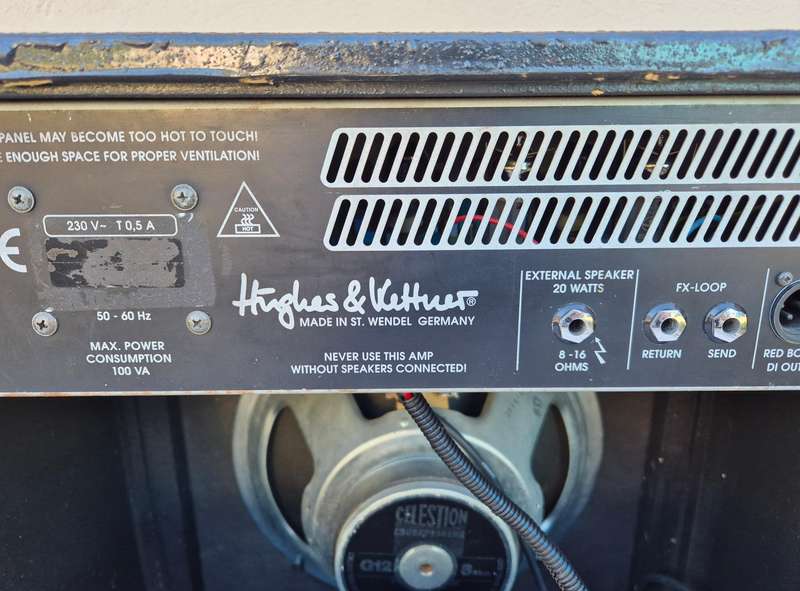 PANEL MAY BECOME TOO HOT TO TOUCH!
ENOUGH SPACE FOR PROPER VENTILATION!
CE
230 V~ T 0,5 A
50 - 60 Hz
MAX. POWER
CONSUMPTION
100 VA
CAUTION
HOT
Hughes & Kettner®
MADE IN ST. WENDEL GERMANY
NEVER USE THIS AMP
WITHOUT SPEAKERS CONNECTED!
EXTERNAL SPEAKER
20 WATTS
8 -16
OHMS
FX-LOOP
RETURN
SEND
RED BO
DI OUT
CELESTION
G12